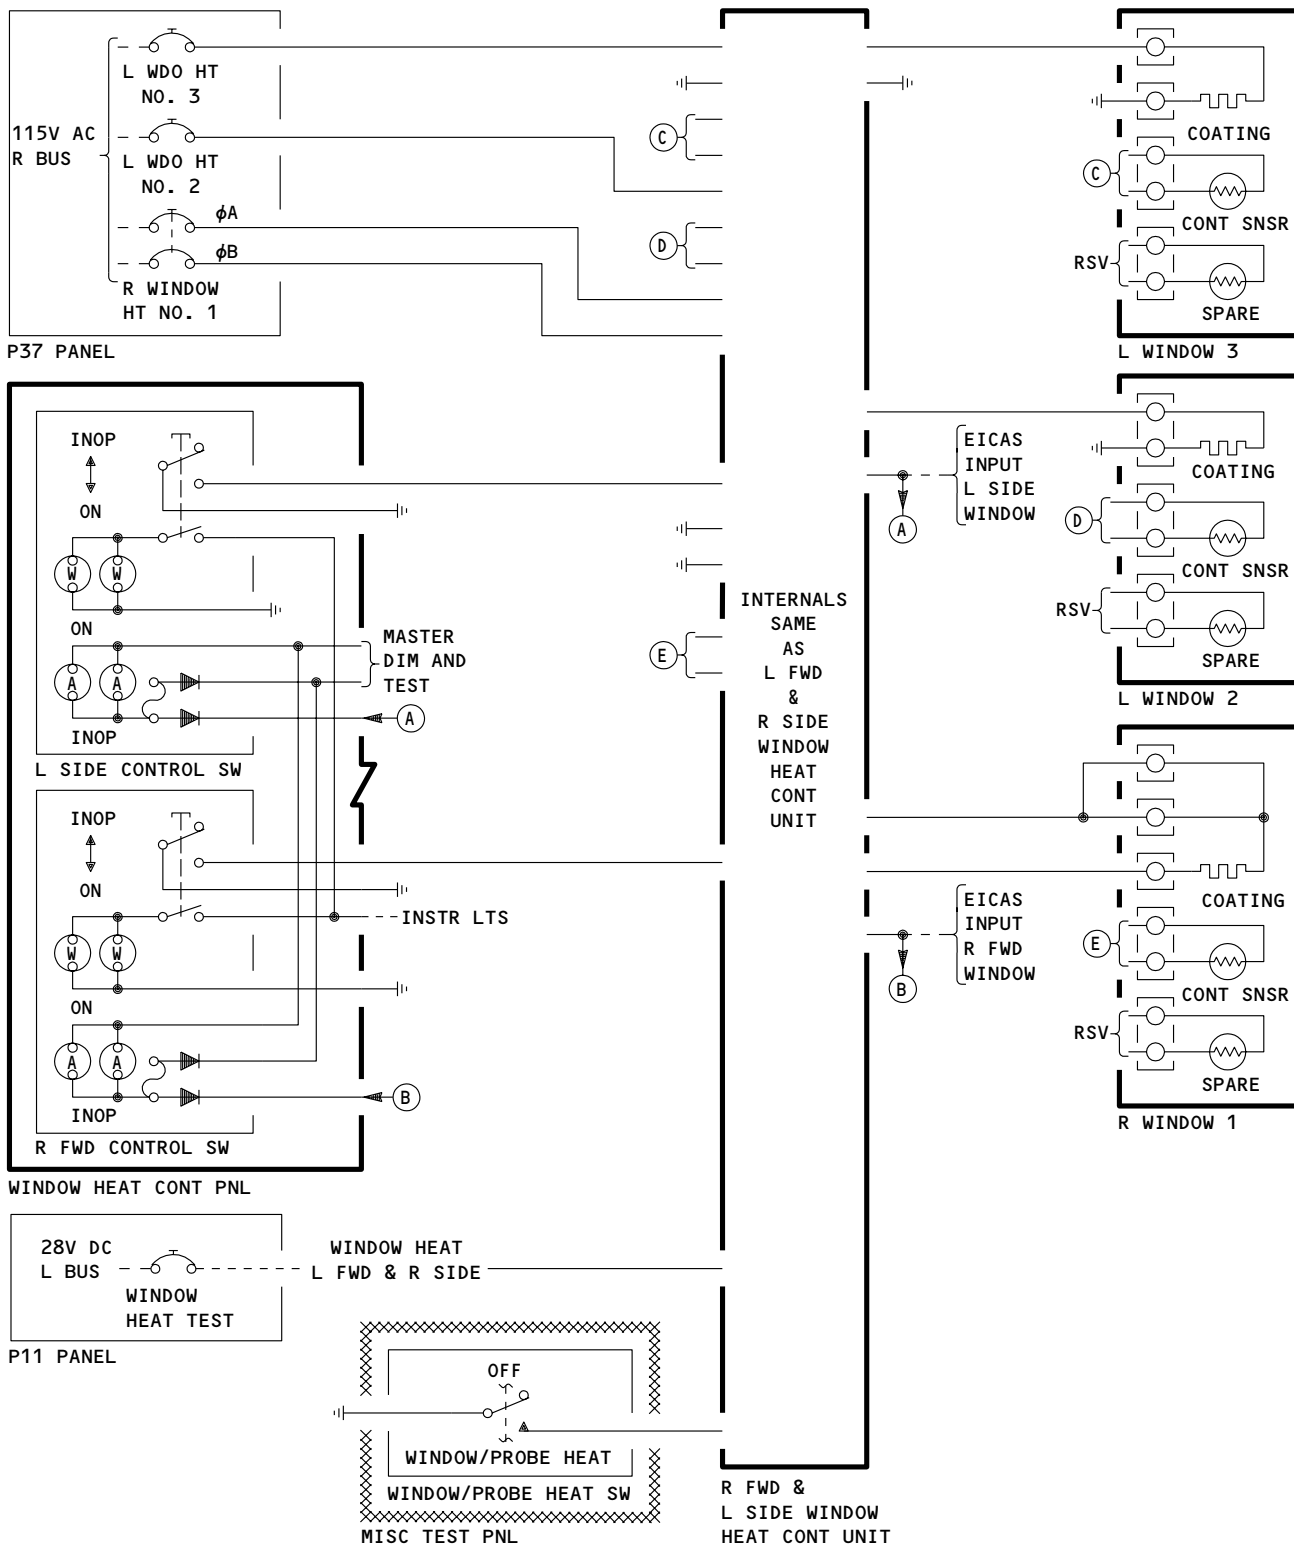 L WDO HT
NO. 3
115V AC
R BUS
L WDO HT
NO. 2
ϕA
ϕB
R WINDOW
HT NO. 1
P37 PANEL
C
D
COATING
C
CONT SNSR
RSV
SPARE
L WINDOW 3
INOP
ON
W W
ON
A A
INOP
L SIDE CONTROL SW
MASTER
DIM AND
TEST
A
INOP
ON
INSTR LTS
W W
ON
A A
INOP
B
R FWD CONTROL SW
WINDOW HEAT CONT PNL
E
INTERNALS
SAME
AS
L FWD
&
R SIDE
WINDOW
HEAT
CONT
UNIT
EICAS
INPUT
L SIDE
WINDOW
A
COATING
D
CONT SNSR
RSV
SPARE
L WINDOW 2
EICAS
INPUT
R FWD
WINDOW
B
COATING
E
CONT SNSR
RSV
SPARE
R WINDOW 1
28V DC
L BUS
WINDOW
HEAT TEST
P11 PANEL
WINDOW HEAT
L FWD & R SIDE
OFF
WINDOW/PROBE HEAT
WINDOW/PROBE HEAT SW
MISC TEST PNL
R FWD &
L SIDE WINDOW
HEAT CONT UNIT